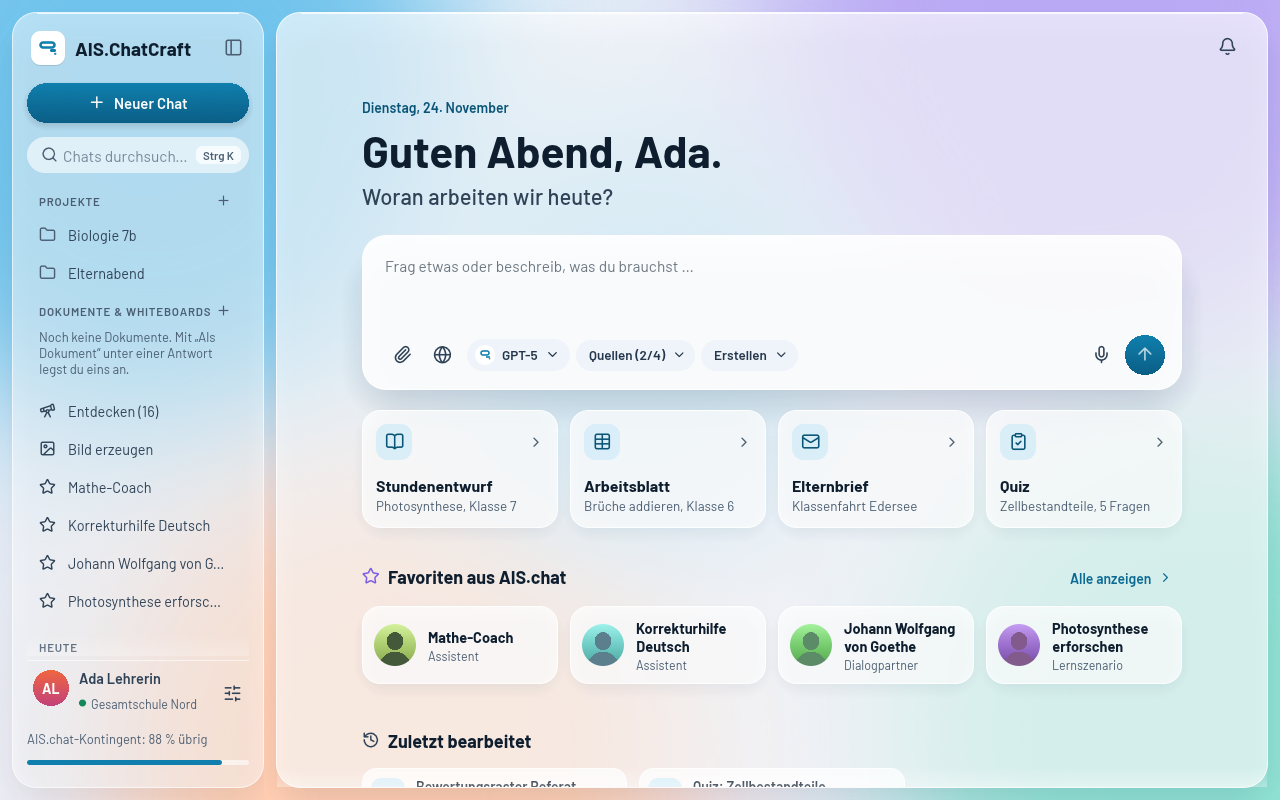 AIS.ChatCraft
Neuer Chat
Chats durchsuch... Strg K
PROJEKTE
Biologie 7b
Elternabend
DOKUMENTE & WHITEBOARDS
Noch keine Dokumente. Mit „Als
Dokument“ unter einer Antwort
legst du eins an.
Entdecken (16)
Bild erzeugen
Mathe-Coach
Korrekturhilfe Deutsch
Johann Wolfgang von G...
Photosynthese erforsc...
HEUTE
AL
Ada Lehrerin
Gesamtschule Nord
AIS.chat-Kontingent: 88 % übrig
Dienstag, 24. November
Guten Abend, Ada.
Woran arbeiten wir heute?
Frag etwas oder beschreib, was du brauchst ...
GPT-5 Quellen (2/4) Erstellen
Stundenentwurf
Photosynthese, Klasse 7
Arbeitsblatt
Brüche addieren, Klasse 6
Elternbrief
Klassenfahrt Edersee
Quiz
Zellbestandteile, 5 Fragen
Favoriten aus AIS.chat
Alle anzeigen
Mathe-Coach
Assistent
Korrekturhilfe
Deutsch
Assistent
Johann Wolfgang
von Goethe
Dialogpartner
Photosynthese
erforschen
Lernszenario
Zuletzt bearbeitet
Bewertungsraster Referat
Quiz: Zellbestandteile